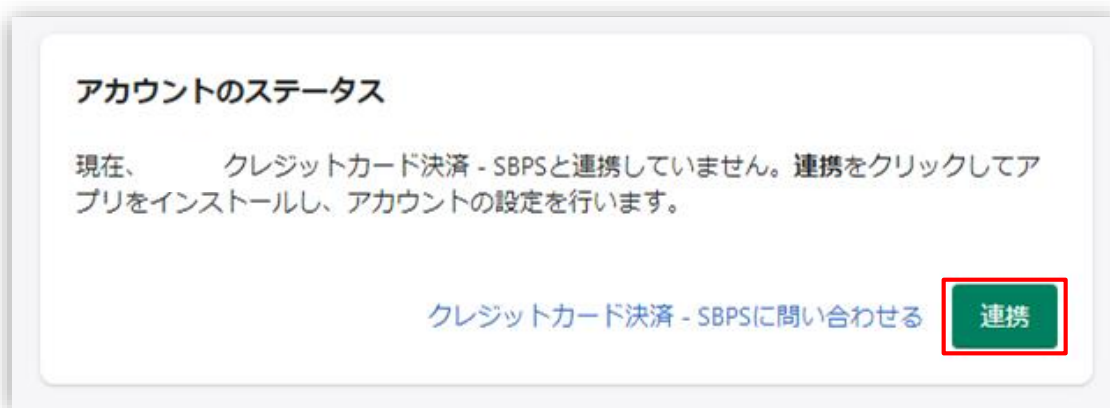 アカウントのステータス
現在、 クレジットカード決済 - SBPSと連携していません。連携をクリックしてア
プリをインストールし、アカウントの設定を行います。
クレジットカード決済 - SBPSに問い合わせる 連携